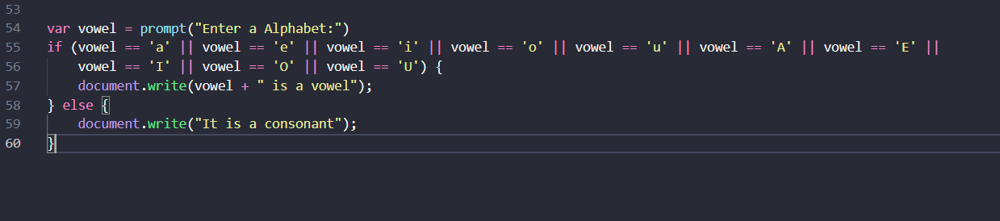 53
54 var vowel = prompt("Enter a Alphabet:")
55 if (vowel == 'a' || vowel == 'e' || vowel == 'i' || vowel == 'o' || vowel == 'u' || vowel == 'A' || vowel == 'E' ||
56 vowel == 'I' || vowel == 'O' || vowel == 'U') {
57 document.write(vowel + " is a vowel");
58 } else {
59 document.write("It is a consonant");
60 }